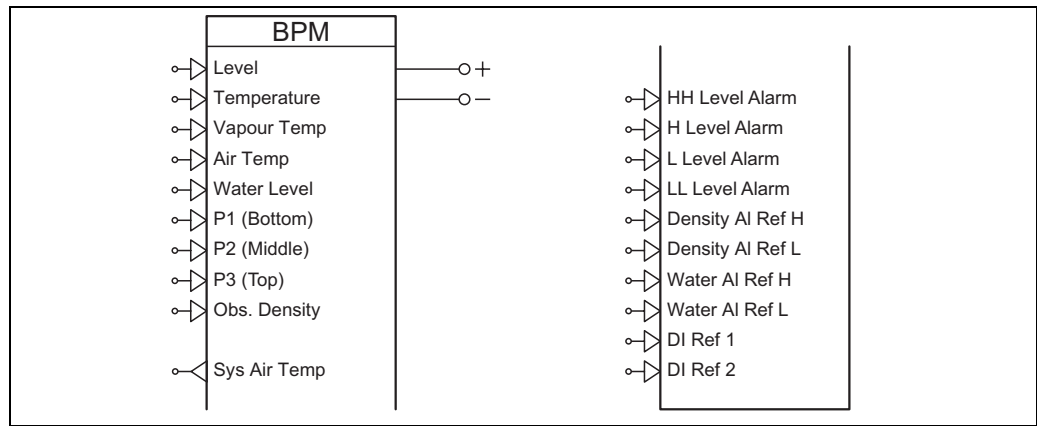 BPM
Level
Temperature
Vapour Temp
Air Temp
Water Level
P1 (Bottom)
P2 (Middle)
P3 (Top)
Obs. Density
Sys Air Temp
+
−
HH Level Alarm
H Level Alarm
L Level Alarm
LL Level Alarm
Density Al Ref H
Density Al Ref L
Water Al Ref H
Water Al Ref L
DI Ref 1
DI Ref 2